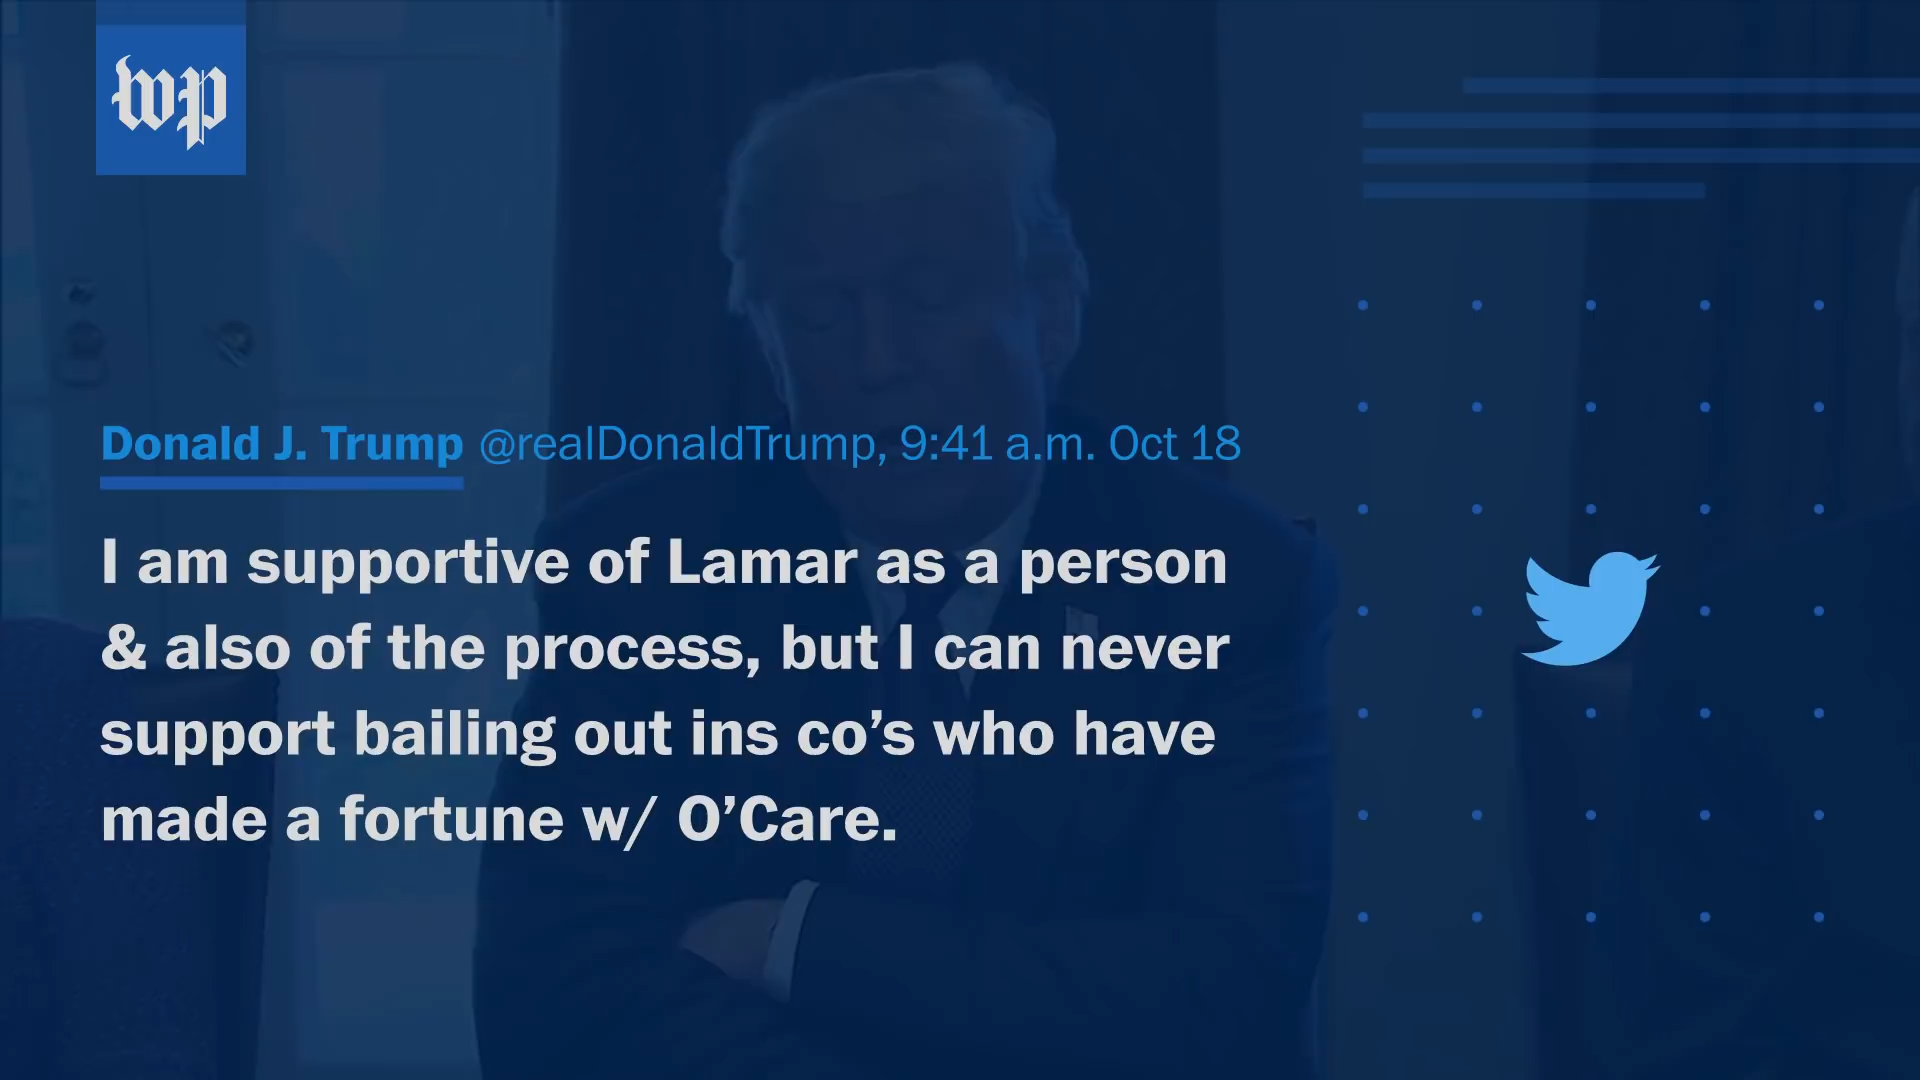 wp
Donald J. Trump @realDonaldTrump, 9:41 a.m. Oct 18
I am supportive of Lamar as a person
& also of the process, but I can never
support bailing out ins co’s who have
made a fortune w/ O’Care.